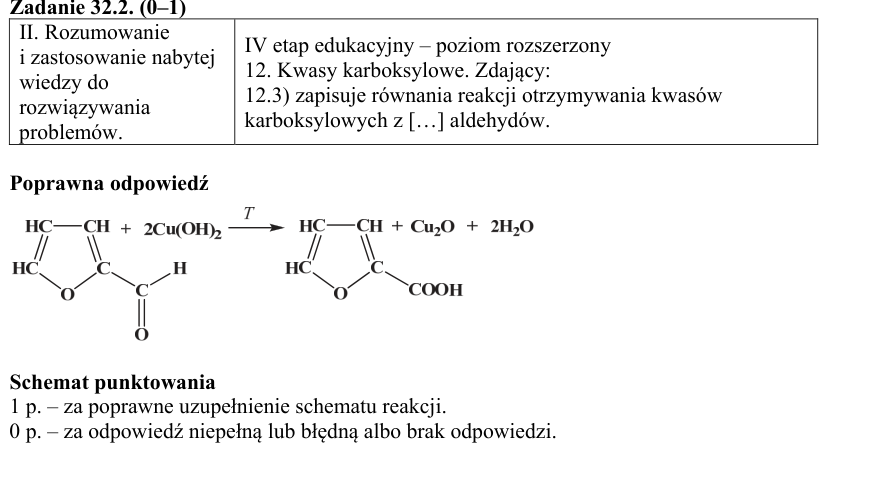 Zadanie 32.2. (0–1)
II. Rozumowanie
i zastosowanie nabytej
wiedzy do
rozwiązywania
problemów.
IV etap edukacyjny – poziom rozszerzony
12. Kwasy karboksylowe. Zdający:
12.3) zapisuje równania reakcji otrzymywania kwasów
karboksylowych z […] aldehydów.
Poprawna odpowiedź
HC CH + 2Cu(OH)₂ T HC CH + Cu₂O + 2H₂O
HC C H HC C
O C O COOH
O
Schemat punktowania
1 p. – za poprawne uzupełnienie schematu reakcji.
0 p. – za odpowiedź niepełną lub błędną albo brak odpowiedzi.